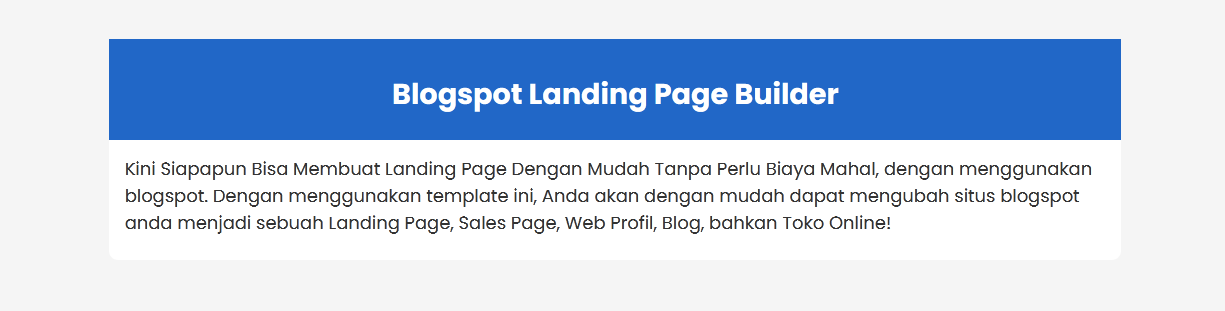 Blogspot Landing Page Builder
Kini Siapapun Bisa Membuat Landing Page Dengan Mudah Tanpa Perlu Biaya Mahal, dengan menggunakan
blogspot. Dengan menggunakan template ini, Anda akan dengan mudah dapat mengubah situs blogspot
anda menjadi sebuah Landing Page, Sales Page, Web Profil, Blog, bahkan Toko Online!